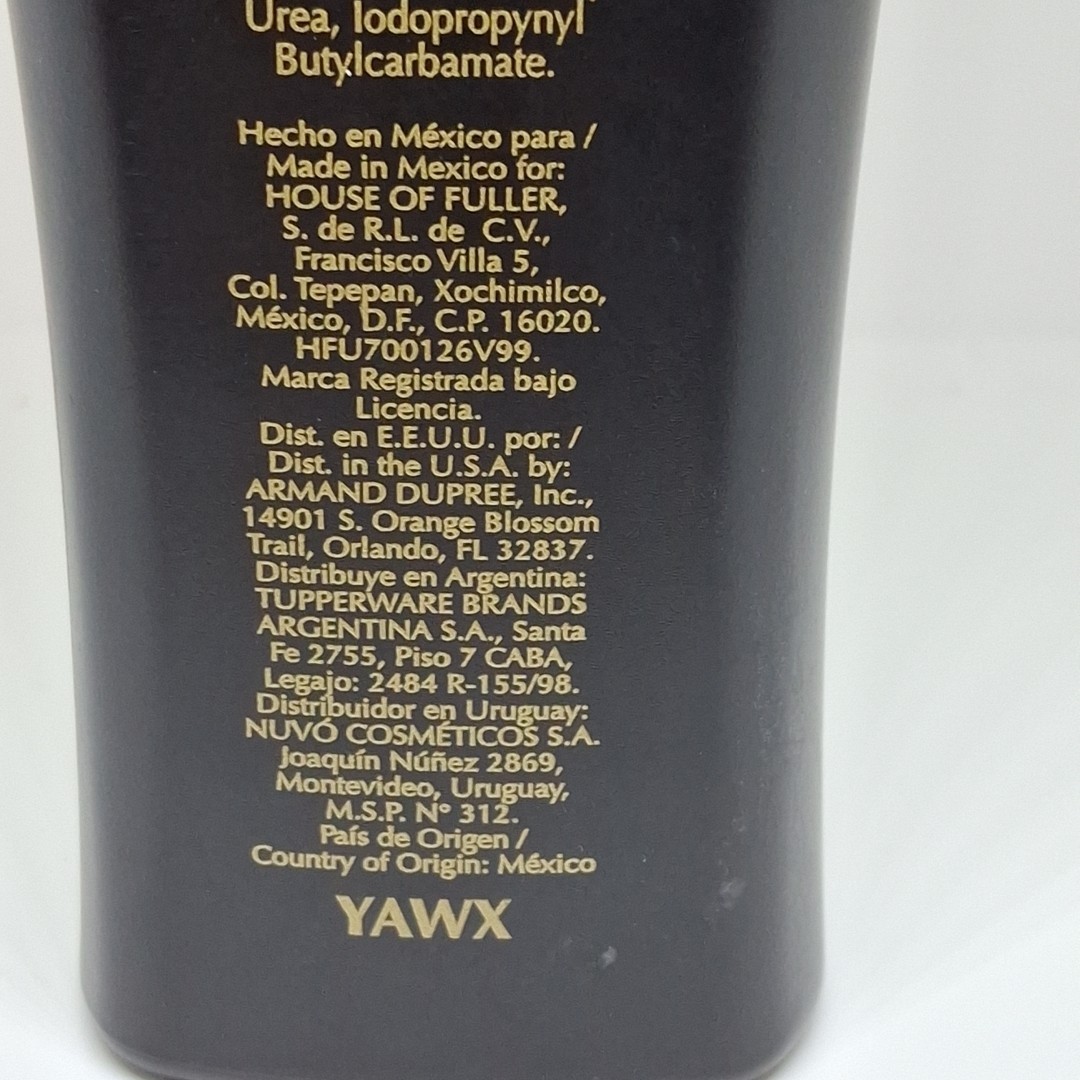 Urea, Iodopropynyl
Butylcarbamate.
Hecho en México para /
Made in Mexico for:
HOUSE OF FULLER,
S. de R.L. de C.V.,
Francisco Villa 5,
Col. Tepepan, Xochimilco,
México, D.F., C.P. 16020.
HFU700126V99.
Marca Registrada bajo
Licencia.
Dist. en E.E.U.U. por: /
Dist. in the U.S.A. by:
ARMAND DUPREE, Inc.,
14901 S. Orange Blossom
Trail, Orlando, FL 32837.
Distribuye en Argentina:
TUPPERWARE BRANDS
ARGENTINA S.A., Santa
Fe 2755, Piso 7 CABA,
Legajo: 2484 R-155/98.
Distribuidor en Uruguay:
NUVÓ COSMÉTICOS S.A.
Joaquín Núñez 2869,
Montevideo, Uruguay,
M.S.P. N° 312.
País de Origen /
Country of Origin: México
YAWX